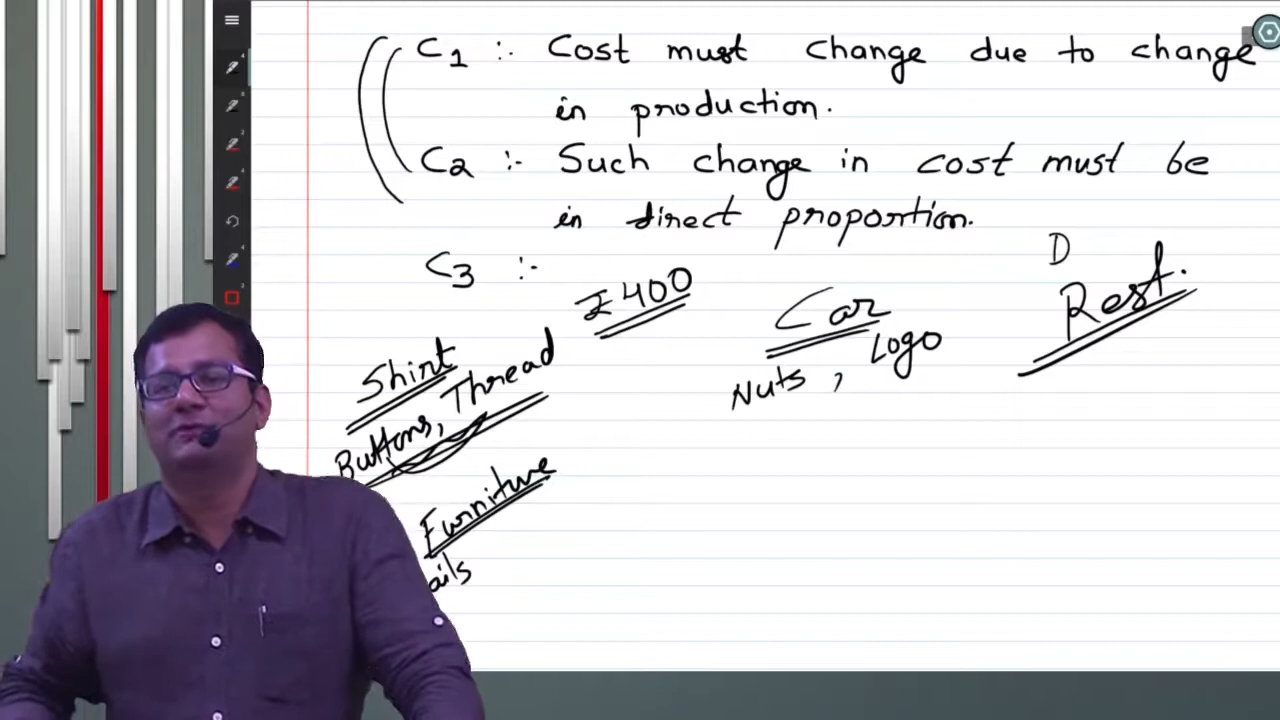 C1 :- Cost must change due to change
in production.
C2 :- Such change in cost must be
in direct proportion.
C3 :-
₹400
D
Rest.
Car
Nuts, Logo
Shirt
Buttons, Thread
Furniture
ails